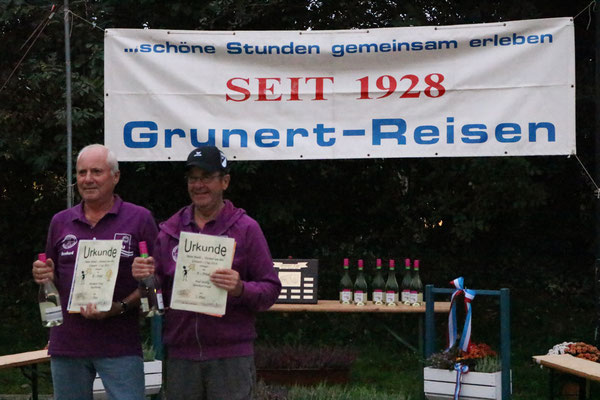 ...schöne Stunden gemeinsam erleben
SEIT 1928
Grunert-Reisen
Urkunde
Urkunde